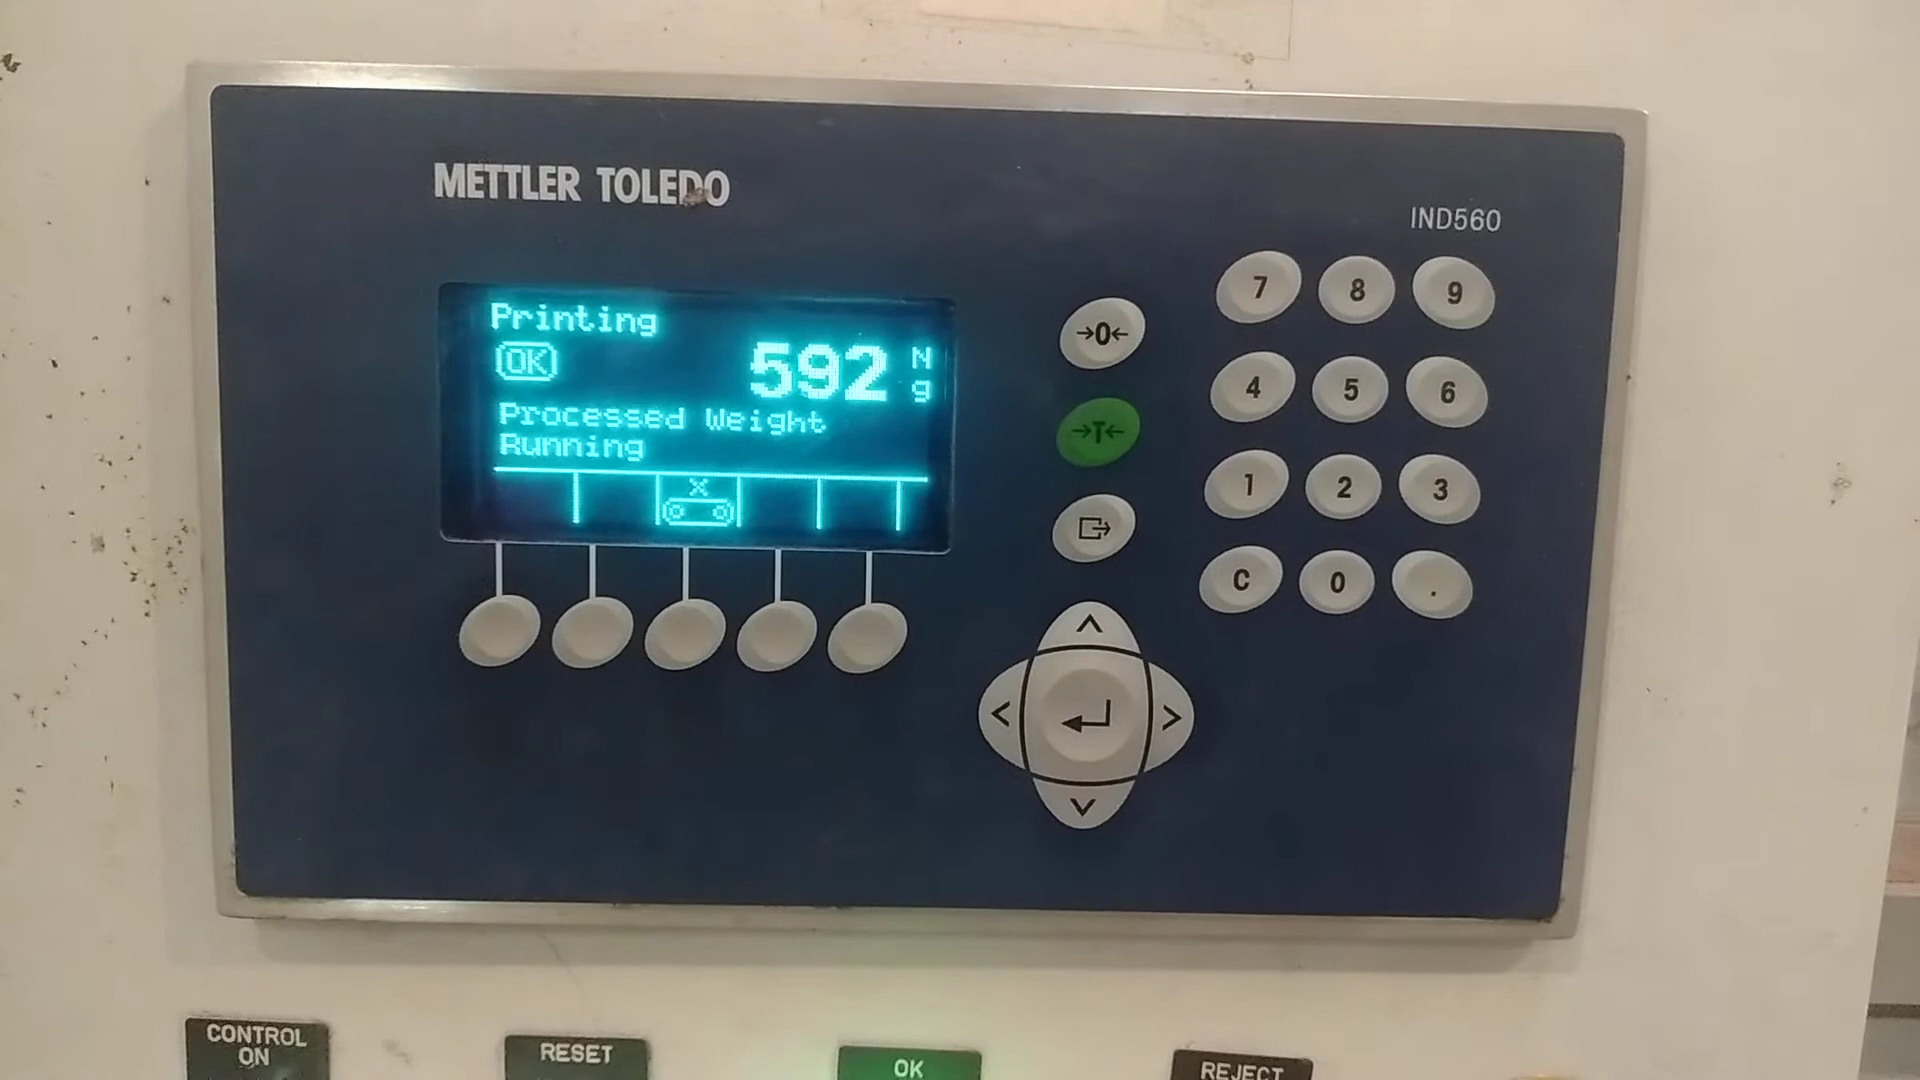 METTLER TOLEDO
IND560
Printing
OK
592 N
g
Processed Weight
Running
X
→0←
→T←
7 8 9
4 5 6
1 2 3
C 0 .
CONTROL
ON
RESET
OK
REJECT